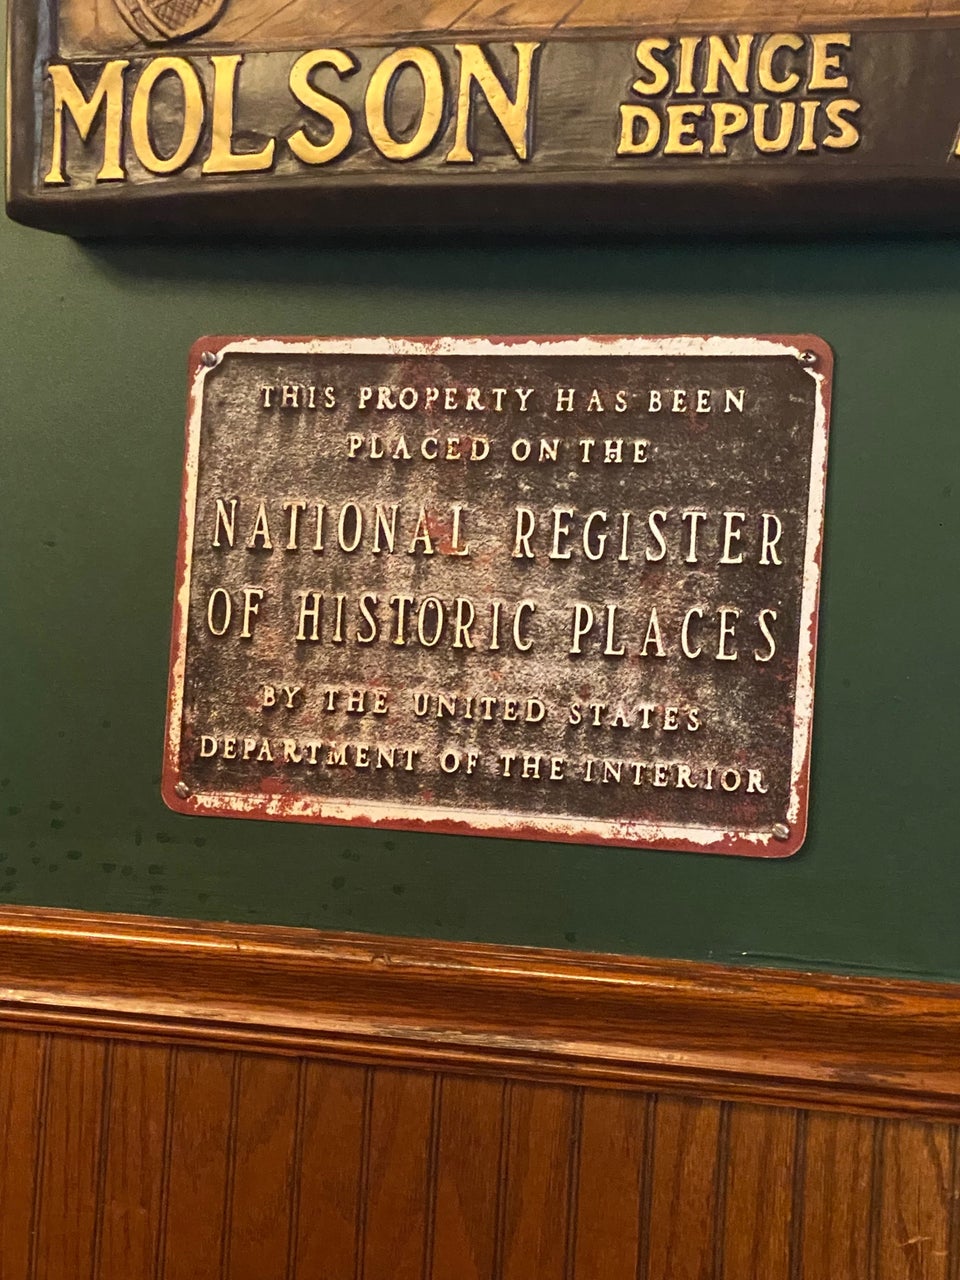 MOLSON SINCE
DEPUIS
THIS PROPERTY HAS BEEN
PLACED ON THE
NATIONAL REGISTER
OF HISTORIC PLACES
BY THE UNITED STATES
DEPARTMENT OF THE INTERIOR